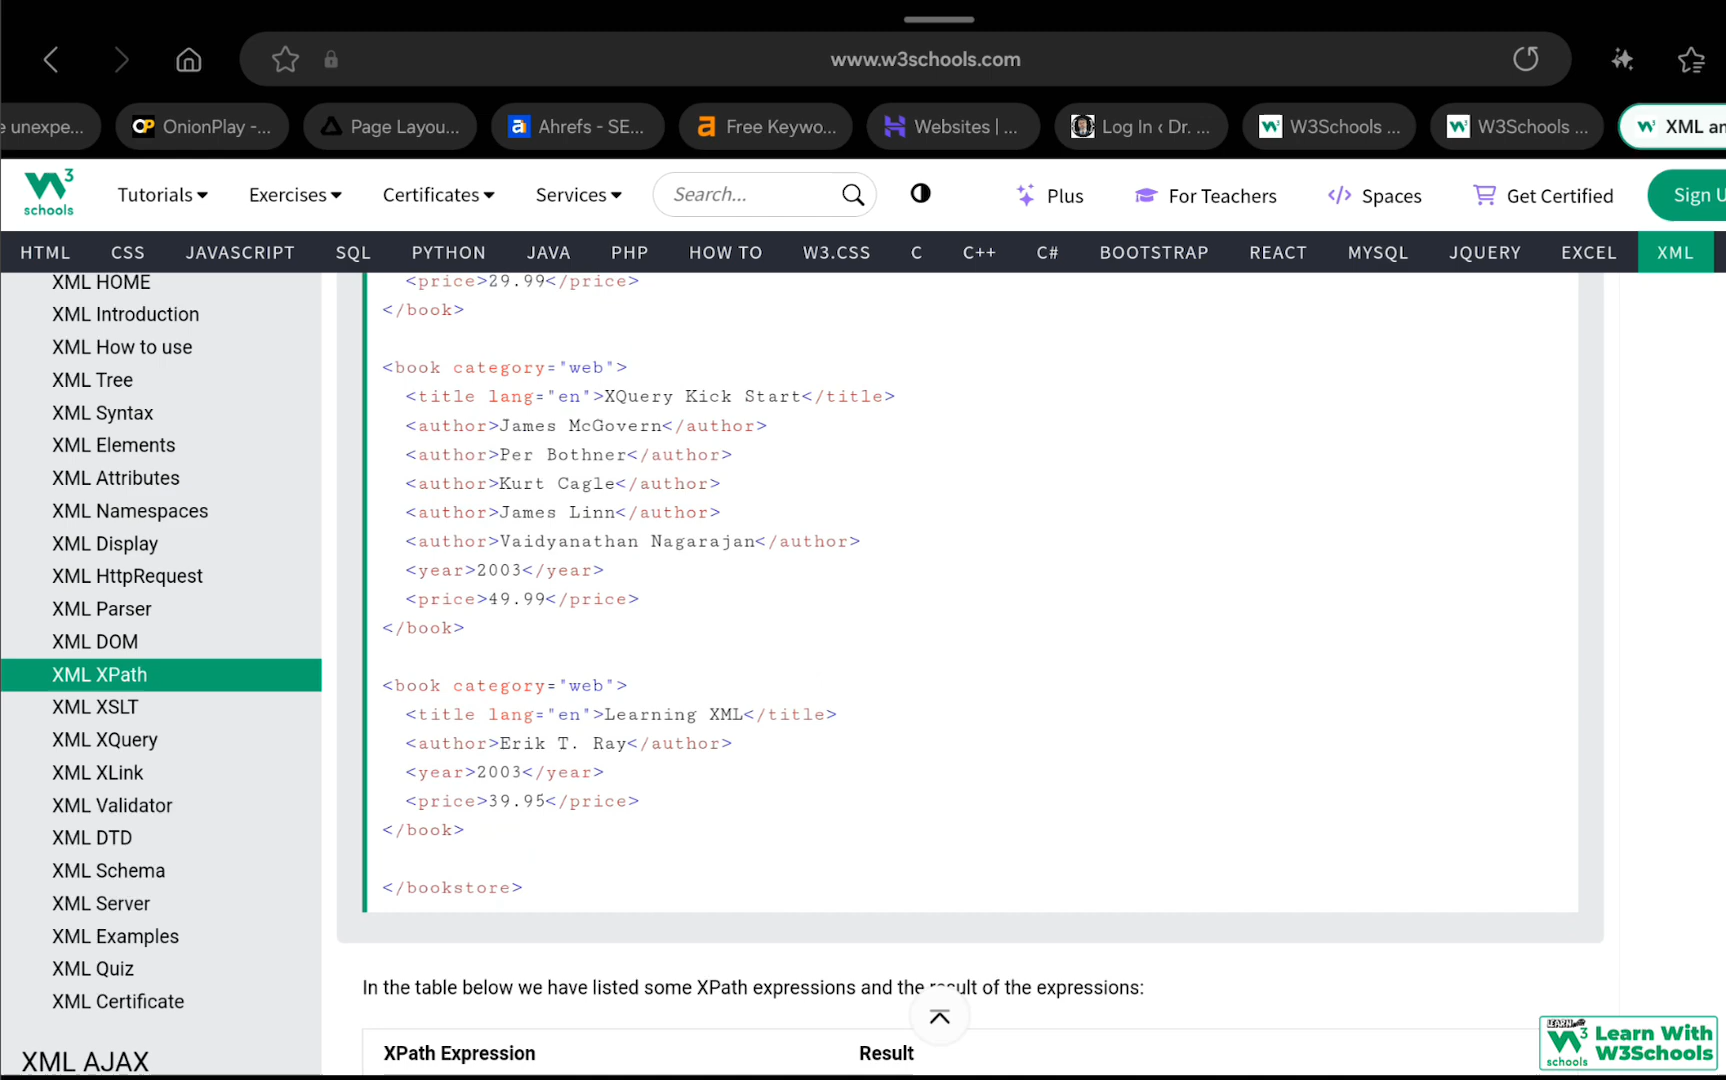 www.w3schools.com
e unexpe...
OnionPlay -...
Page Layou...
Ahrefs - SE...
Free Keywo...
Websites | ...
Log In ‹ Dr. ...
W3Schools ...
W3Schools ...
XML an
W3
schools
Tutorials
Exercises
Certificates
Services
Search...
Plus
For Teachers
Spaces
Get Certified
Sign U
HTML
CSS
JAVASCRIPT
SQL
PYTHON
JAVA
PHP
HOW TO
W3.CSS
C
C++
C#
BOOTSTRAP
REACT
MYSQL
JQUERY
EXCEL
XML
XML HOME
XML Introduction
XML How to use
XML Tree
XML Syntax
XML Elements
XML Attributes
XML Namespaces
XML Display
XML HttpRequest
XML Parser
XML DOM
XML XPath
XML XSLT
XML XQuery
XML XLink
XML Validator
XML DTD
XML Schema
XML Server
XML Examples
XML Quiz
XML Certificate
XML AJAX
<price>29.99</price>
</book>
<book category="web">
<title lang="en">XQuery Kick Start</title>
<author>James McGovern</author>
<author>Per Bothner</author>
<author>Kurt Cagle</author>
<author>James Linn</author>
<author>Vaidyanathan Nagarajan</author>
<year>2003</year>
<price>49.99</price>
</book>
<book category="web">
<title lang="en">Learning XML</title>
<author>Erik T. Ray</author>
<year>2003</year>
<price>39.95</price>
</book>
</bookstore>
In the table below we have listed some XPath expressions and the result of the expressions:
XPath Expression
Result
LEARN
W3
schools
Learn With
W3Schools